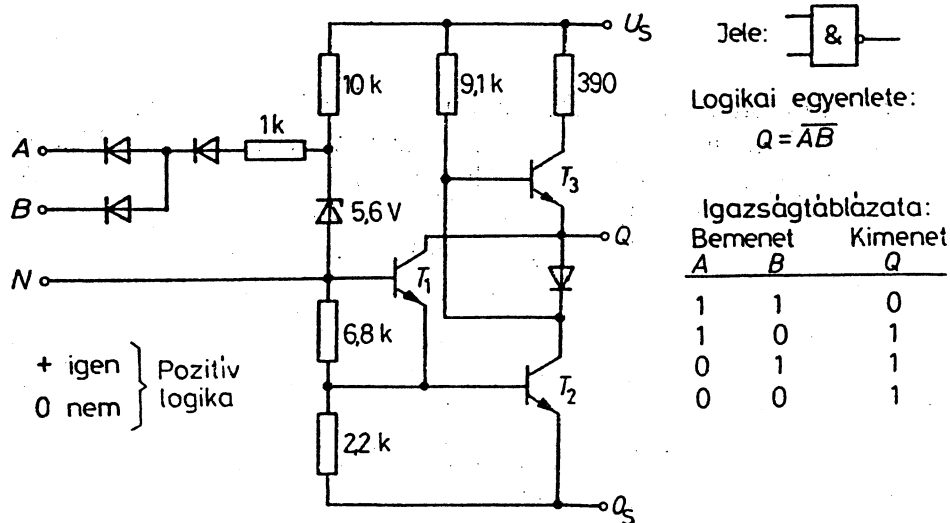 U_S
Jele: &
10 k
9,1 k
390
Logikai egyenlete:
Q = \overline{AB}
1 k
A
T_3
B
5,6 V
Q
Igazságtáblázata:
Bemenet Kimenet
A B Q
N
T_1
1 1 0
1 0 1
0 1 1
0 0 1
6,8 k
+ igen
0 nem
Pozitív
logika
T_2
2,2 k
0_S